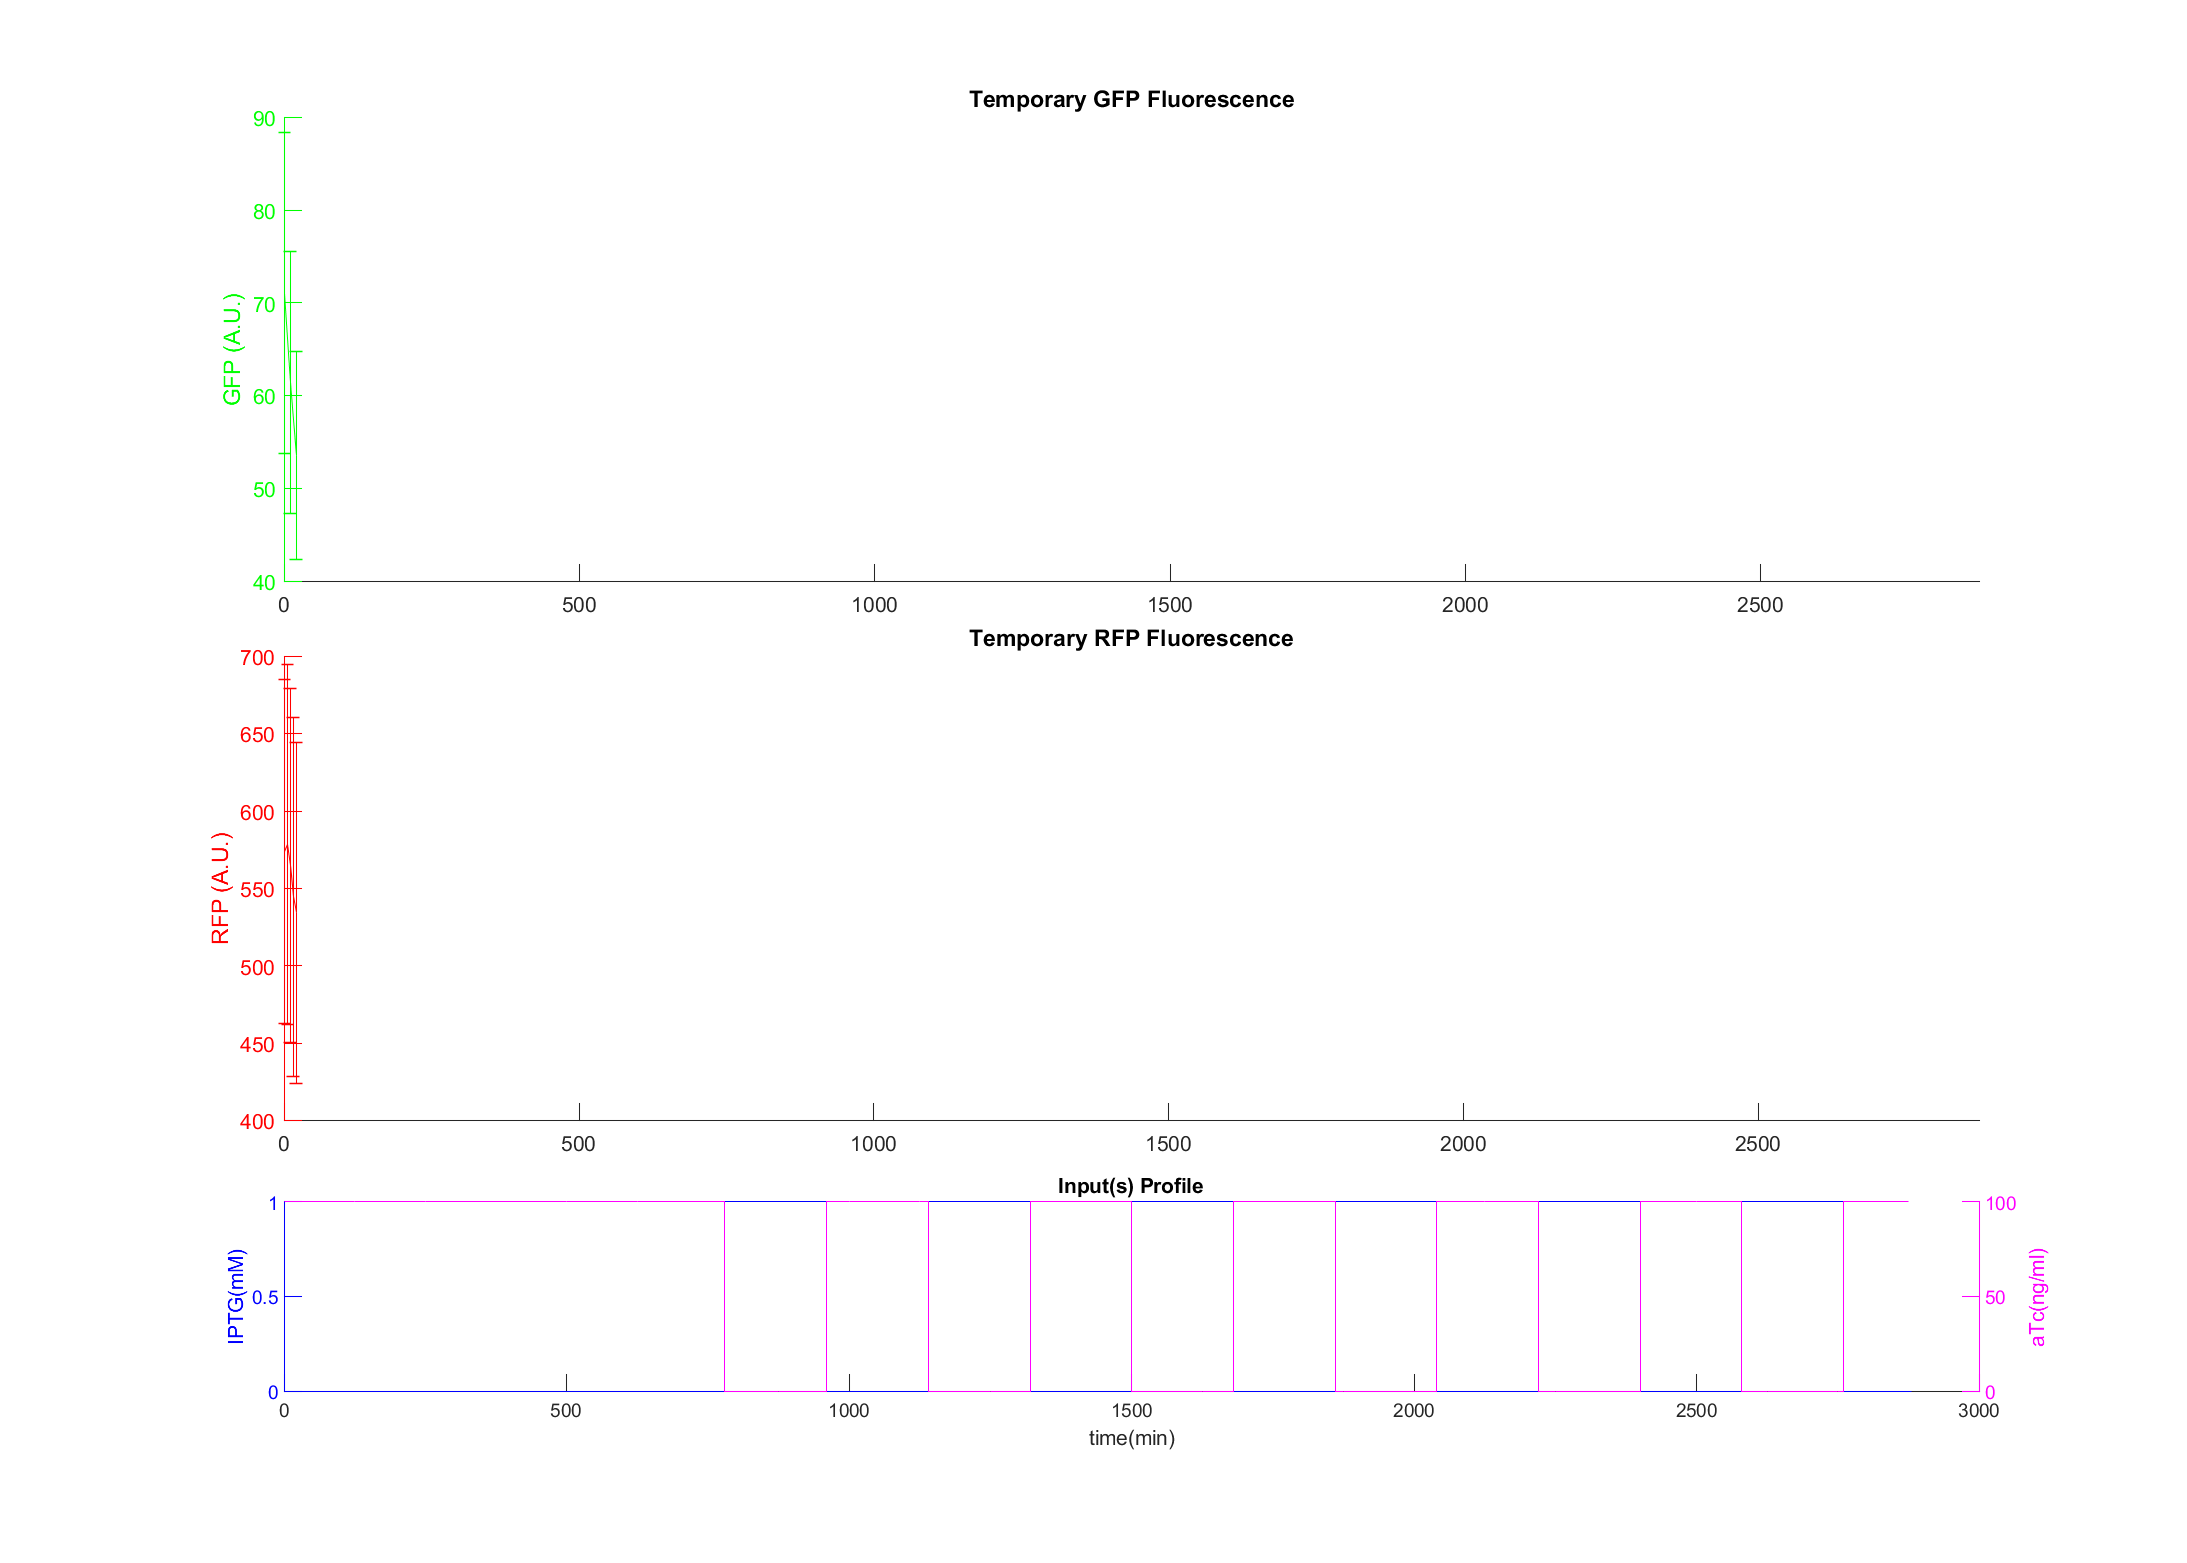 Temporary GFP Fluorescence
90
80
70
60
50
40
GFP (A.U.)
0 500 1000 1500 2000 2500
Temporary RFP Fluorescence
700
650
600
550
500
450
400
RFP (A.U.)
0 500 1000 1500 2000 2500
Input(s) Profile
1
0.5
0
IPTG(mM)
100
50
0
aTc(ng/ml)
0 500 1000 1500 2000 2500 3000
time(min)